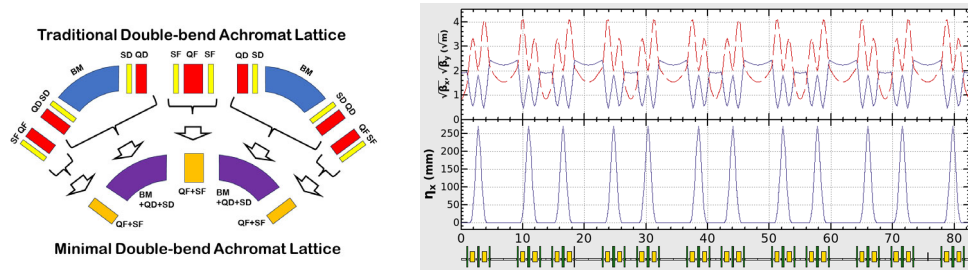 Traditional Double-bend Achromat Lattice
SD QD
SF QF SF
QD SD
BM
BM
QD SD
SF QF
SD QD
QF SF
BM
+QD+SD
QF+SF
BM
+QD+SD
QF+SF
QF+SF
Minimal Double-bend Achromat Lattice
√βx, √βy (√m)
4
3
2
1
0
ηx (mm)
250
200
150
100
50
0
0 10 20 30 40 50 60 70 80